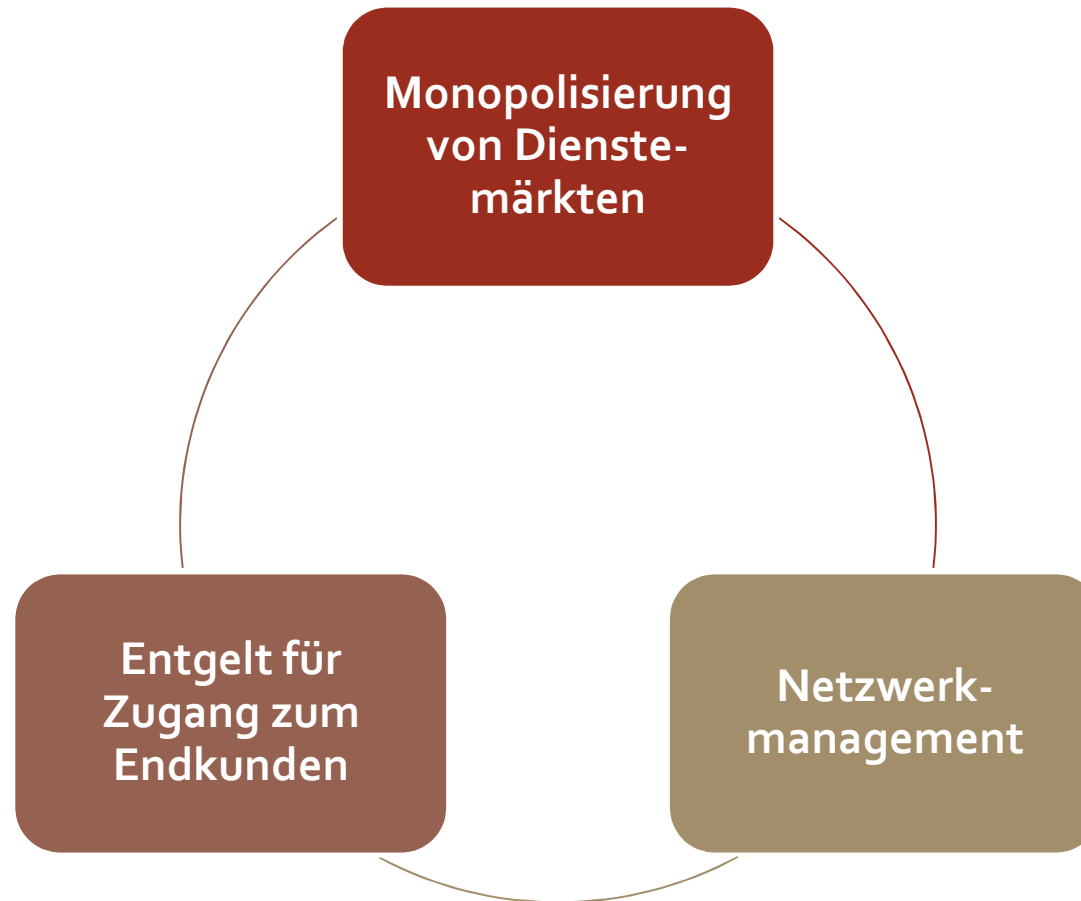 Monopolisierung
von Dienste-
märkten
Entgelt für
Zugang zum
Endkunden
Netzwerk-
management